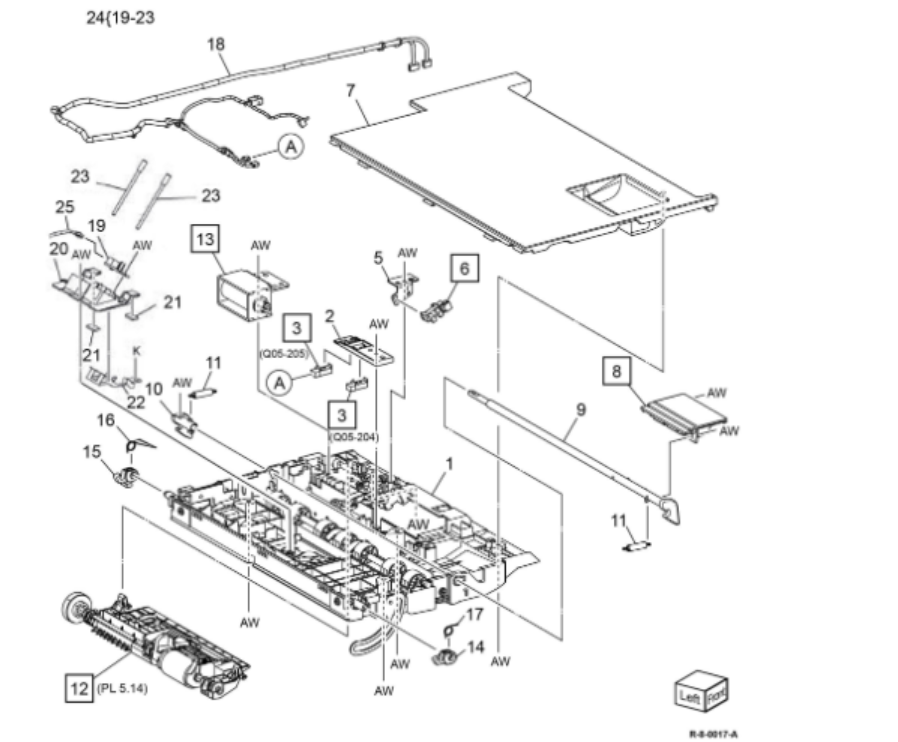 24{19-23
18
7
A
23
23
25
19
20
AW
AW
13
AW
5
AW
6
21
21
3
(Q05-205)
2
AW
A
3
(Q05-204)
K
22
11
10
AW
8
AW
AW
9
16
15
1
AW
11
AW
17
14
AW
AW
AW
12
(PL 5.14)
Left
Front
R-8-0017-A